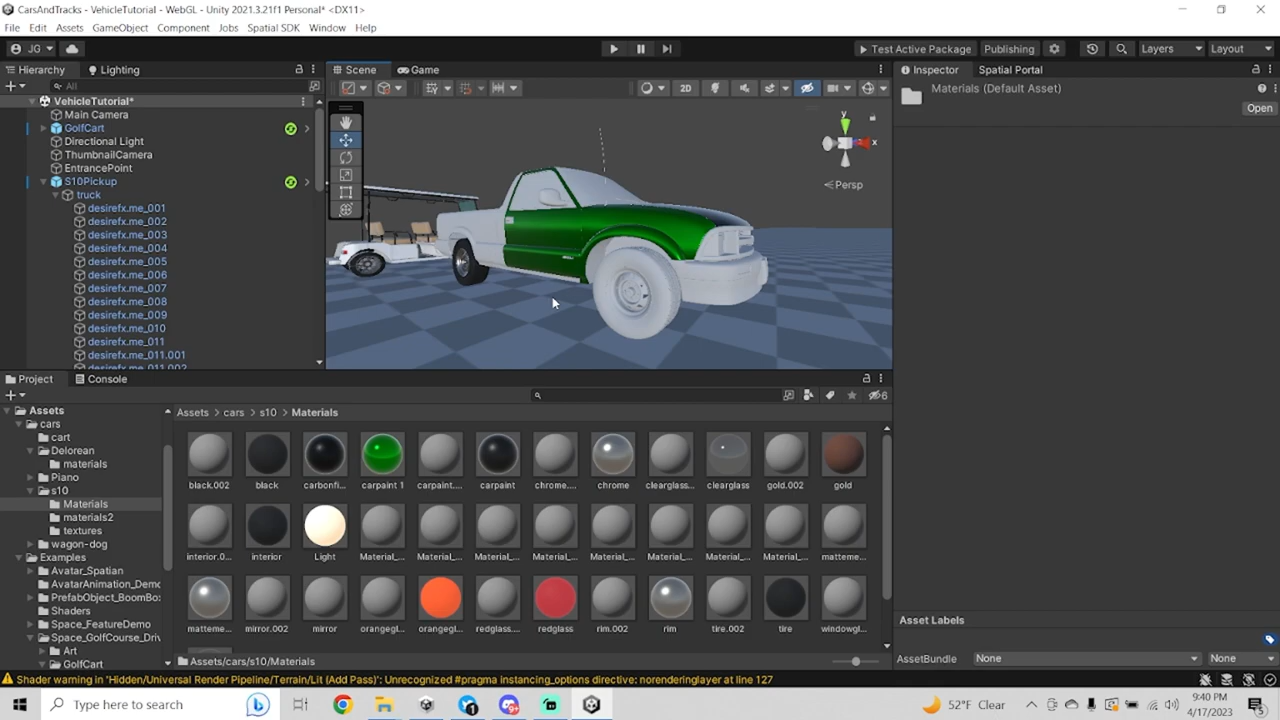 CarsAndTracks - VehicleTutorial - WebGL - Unity 2021.3.21f1 Personal* <DX11>
File Edit Assets GameObject Component Jobs Spatial SDK Window Help
JG Test Active Package Publishing Layers Layout
Hierarchy Lighting Scene Game Inspector Spatial Portal
All 2D
Materials (Default Asset)
Open
VehicleTutorial*
Main Camera
GolfCart
Directional Light
ThumbnailCamera
EntrancePoint
S10Pickup
truck
desirefx.me_001
desirefx.me_002
desirefx.me_003
desirefx.me_004
desirefx.me_005
desirefx.me_006
desirefx.me_007
desirefx.me_008
desirefx.me_009
desirefx.me_010
desirefx.me_011
desirefx.me_011.001
desirefx.me_011.002
y
x
Persp
Project Console
6
Assets
cars
cart
Delorean
materials
Piano
s10
Materials
materials2
textures
wagon-dog
Examples
Avatar_Spatian
AvatarAnimation_Demo
PrefabObject_BoomBo:
Shaders
Space_FeatureDemo
Space_GolfCourse_Driv
Art
GolfCart
Assets › cars › s10 › Materials
black.002 black carbonfi... carpaint 1 carpaint.... carpaint chrome.... chrome clearglass... clearglass gold.002 gold
interior.0... interior Light Material_... Material_... Material_... Material_... Material_... Material_... Material_... Material_... matteme...
matteme... mirror.002 mirror orangegl... orangegl... redglass.... redglass rim.002 rim tire.002 tire windowgl...
Assets/cars/s10/Materials
Asset Labels
AssetBundle None None
Shader warning in 'Hidden/Universal Render Pipeline/Terrain/Lit (Add Pass)': Unrecognized #pragma instancing_options directive: norenderinglayer at line 127
Type here to search
52°F Clear
9:40 PM
4/17/2023